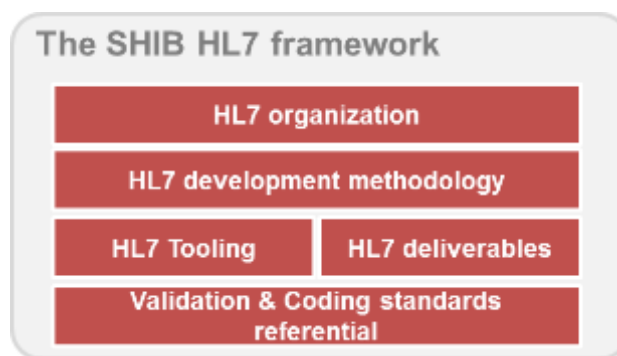 The SHIB HL7 framework
HL7 organization
HL7 development methodology
HL7 Tooling
HL7 deliverables
Validation & Coding standards
referential